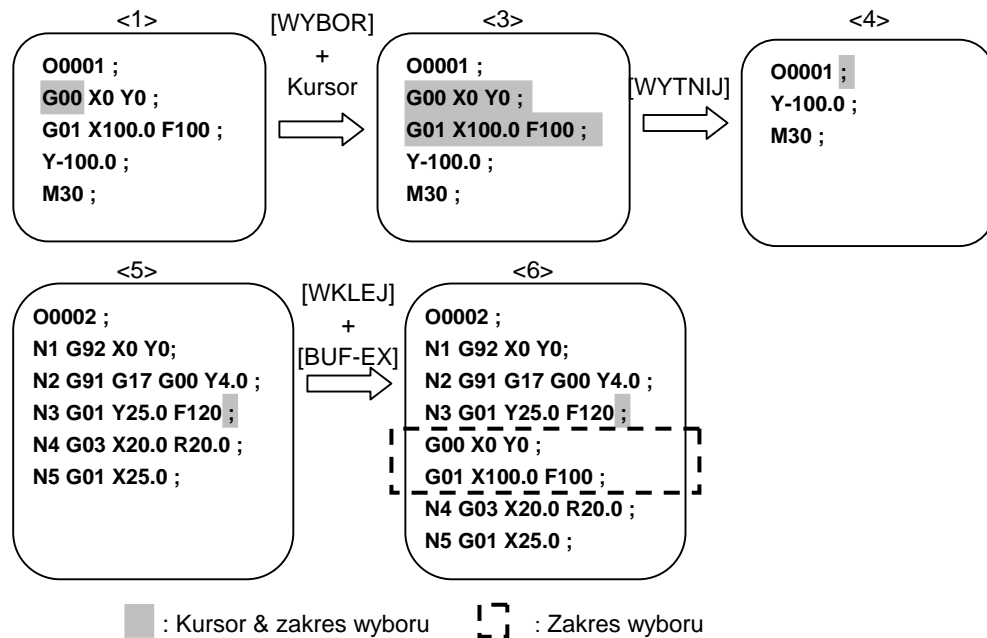 <1>
[WYBOR]
+
Kursor
<3>
[WYTNIJ]
<4>
O0001 ;
G00 X0 Y0 ;
G01 X100.0 F100 ;
Y-100.0 ;
M30 ;
O0001 ;
G00 X0 Y0 ;
G01 X100.0 F100 ;
Y-100.0 ;
M30 ;
O0001 ;
Y-100.0 ;
M30 ;
<5>
[WKLEJ]
+
[BUF-EX]
<6>
O0002 ;
N1 G92 X0 Y0;
N2 G91 G17 G00 Y4.0 ;
N3 G01 Y25.0 F120 ;
N4 G03 X20.0 R20.0 ;
N5 G01 X25.0 ;
O0002 ;
N1 G92 X0 Y0;
N2 G91 G17 G00 Y4.0 ;
N3 G01 Y25.0 F120 ;
G00 X0 Y0 ;
G01 X100.0 F100 ;
N4 G03 X20.0 R20.0 ;
N5 G01 X25.0 ;
: Kursor & zakres wyboru
: Zakres wyboru